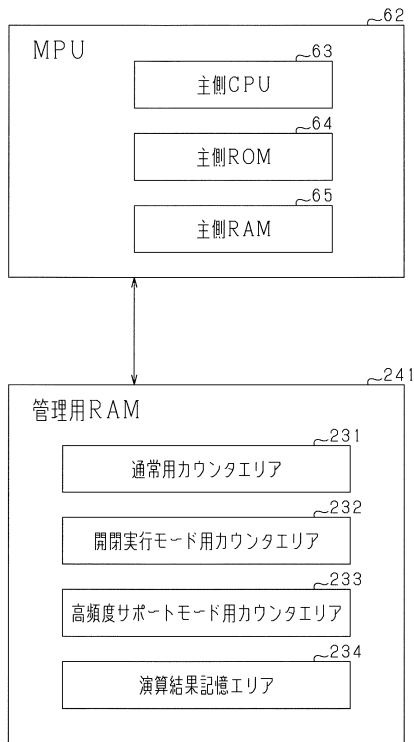 62
MPU
63
主側CPU
64
主側ROM
65
主側RAM
241
管理用RAM
231
通常用カウンタエリア
232
開閉実行モード用カウンタエリア
233
高頻度サポートモード用カウンタエリア
234
演算結果記憶エリア